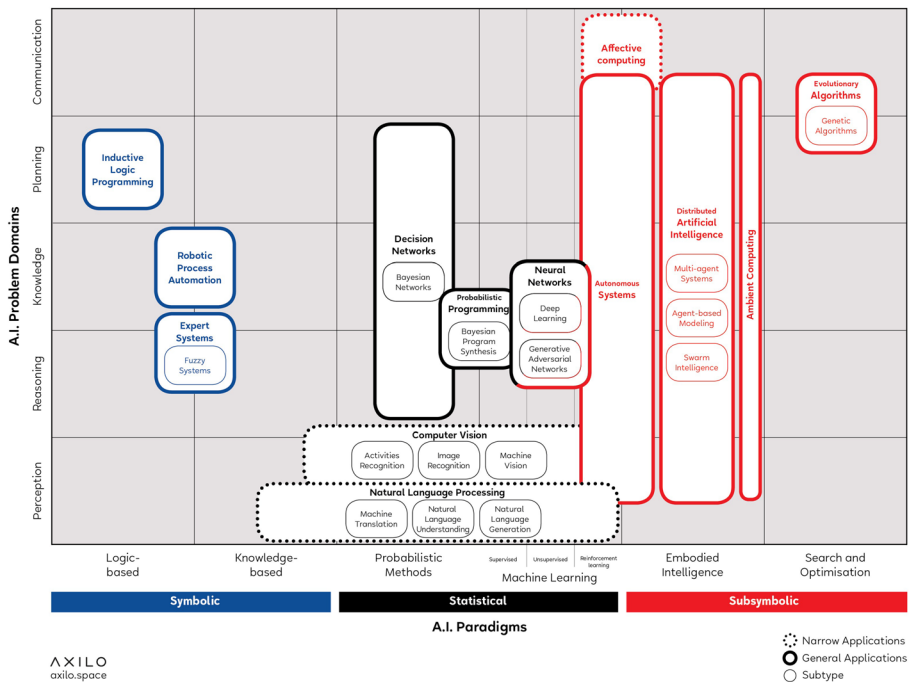 A.I. Problem Domains
Communication
Planning
Knowledge
Reasoning
Perception
Affective
computing
Evolutionary
Algorithms
Genetic
Algorithms
Inductive
Logic
Programming
Robotic
Process
Automation
Expert
Systems
Fuzzy
Systems
Decision
Networks
Bayesian
Networks
Probabilistic
Programming
Bayesian
Program
Synthesis
Neural
Networks
Deep
Learning
Generative
Adversarial
Networks
Autonomous
Systems
Distributed
Artificial
Intelligence
Multi-agent
Systems
Agent-based
Modeling
Swarm
Intelligence
Ambient Computing
Computer Vision
Activities
Recognition
Image
Recognition
Machine
Vision
Natural Language Processing
Machine
Translation
Natural
Language
Understanding
Natural
Language
Generation
Logic-
based
Knowledge-
based
Probabilistic
Methods
Supervised
Unsupervised
Reinforcement
learning
Machine Learning
Embodied
Intelligence
Search and
Optimisation
Symbolic
Statistical
Subsymbolic
A.I. Paradigms
AXILO
axilo.space
Narrow Applications
General Applications
Subtype